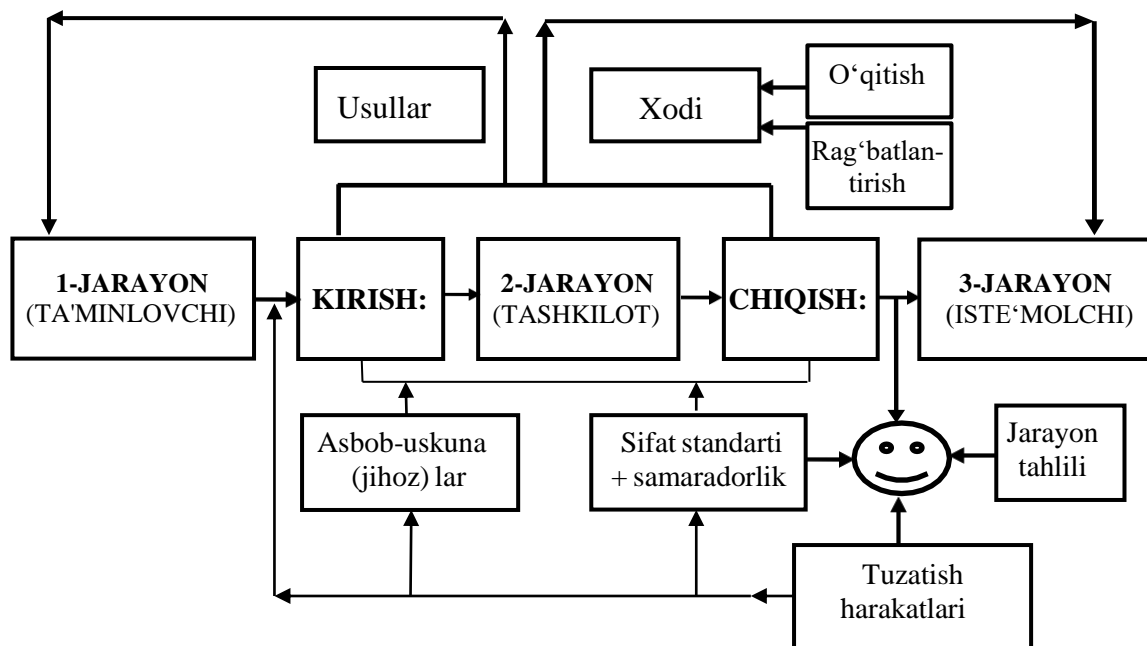 Usullar
Xodi
O‘qitish
Rag‘batlan-
tirish
1-JARAYON
(TA'MINLOVCHI)
KIRISH:
2-JARAYON
(TASHKILOT)
CHIQISH:
3-JARAYON
(ISTE‘MOLCHI)
Asbob-uskuna
(jihoz) lar
Sifat standarti
+ samaradorlik
Jarayon
tahlili
Tuzatish
harakatlari